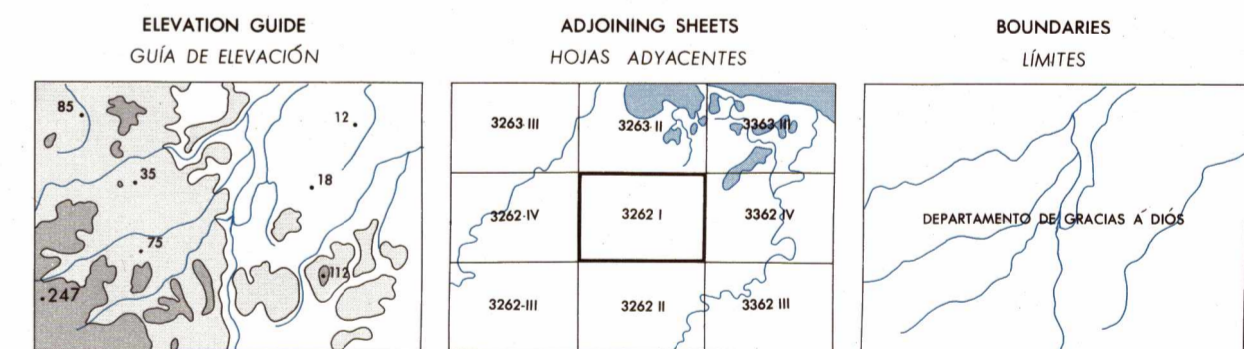 ELEVATION GUIDE
GUÍA DE ELEVACIÓN
85
12
35
18
75
112
247
ADJOINING SHEETS
HOJAS ADYACENTES
3263 III
3263 II
3363 III
3262 IV
3262 I
3362 IV
3262-III
3262 II
3362 III
BOUNDARIES
LÍMITES
DEPARTAMENTO DE GRACIAS A DIÓS